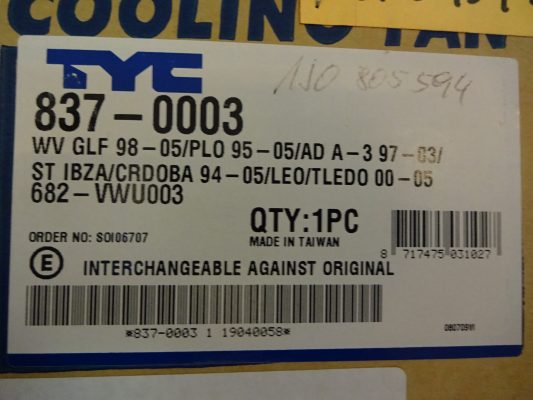 COOLING FAN
TYC
1J0 805 594
837-0003
WV GLF 98-05/PLO 95-05/AD A-3 97-03/
ST IBZA/CRDOBA 94-05/LEO/TLEDO 00-05
682-VWU003
QTY:1PC
MADE IN TAIWAN
ORDER NO: SOI06707
8 717475 031027
E INTERCHANGEABLE AGAINST ORIGINAL
*837-0003 1 19040058*